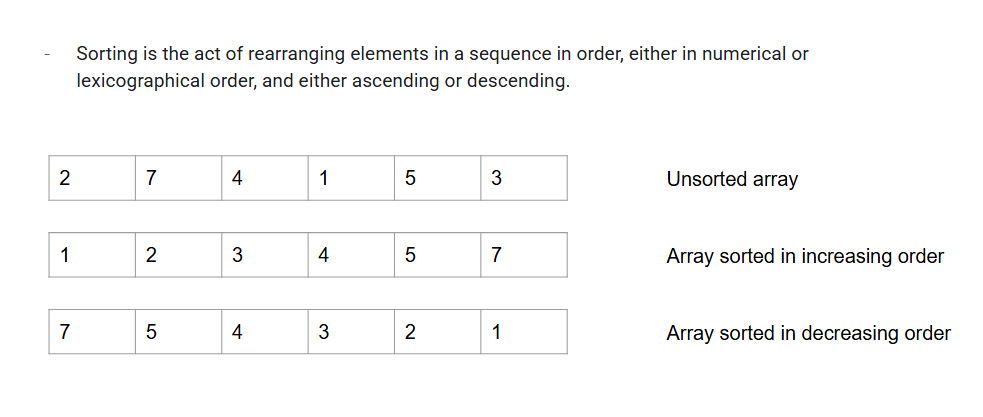 - Sorting is the act of rearranging elements in a sequence in order, either in numerical or
lexicographical order, and either ascending or descending.
2 7 4 1 5 3 Unsorted array
1 2 3 4 5 7 Array sorted in increasing order
7 5 4 3 2 1 Array sorted in decreasing order